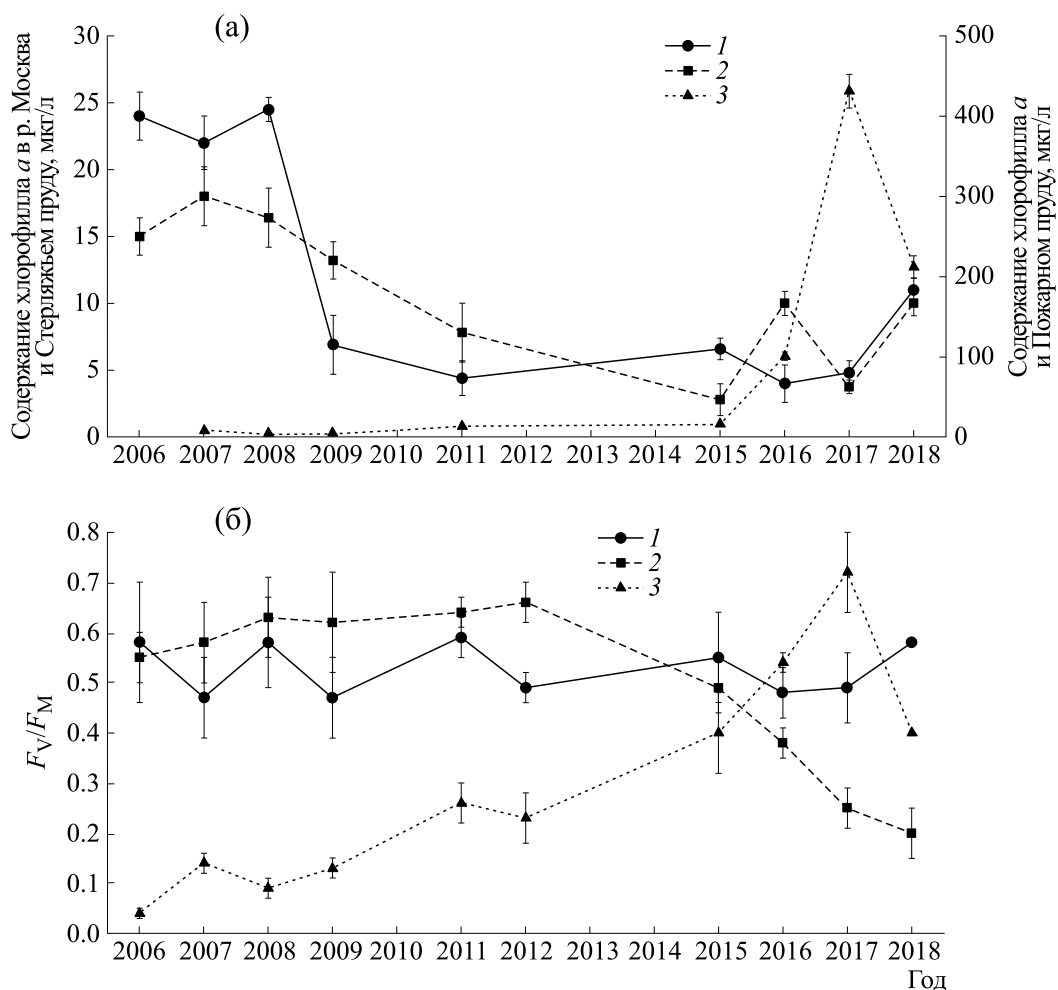 (а)
Содержание хлорофилла а в р. Москва
и Стерляжьем пруду, мкг/л
30
25
20
15
10
5
0
1
2
3
500
400
300
200
100
0
Содержание хлорофилла а
и Пожарном пруду, мкг/л
2006 2007 2008 2009 2010 2011 2012 2013 2014 2015 2016 2017 2018
(б)
F_V/F_M
0.8
0.7
0.6
0.5
0.4
0.3
0.2
0.1
0.0
1
2
3
2006 2007 2008 2009 2010 2011 2012 2013 2014 2015 2016 2017 2018
Год